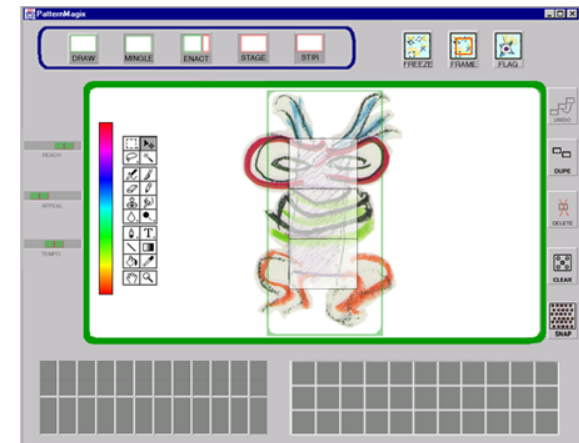 PatternMagix
DRAW MINGLE ENACT STAGE STIR
FREEZE FRAME FLAG
UNDO
DUPE
DELETE
CLEAR
SNAP
REACH
APPEAL
TEMPO
T